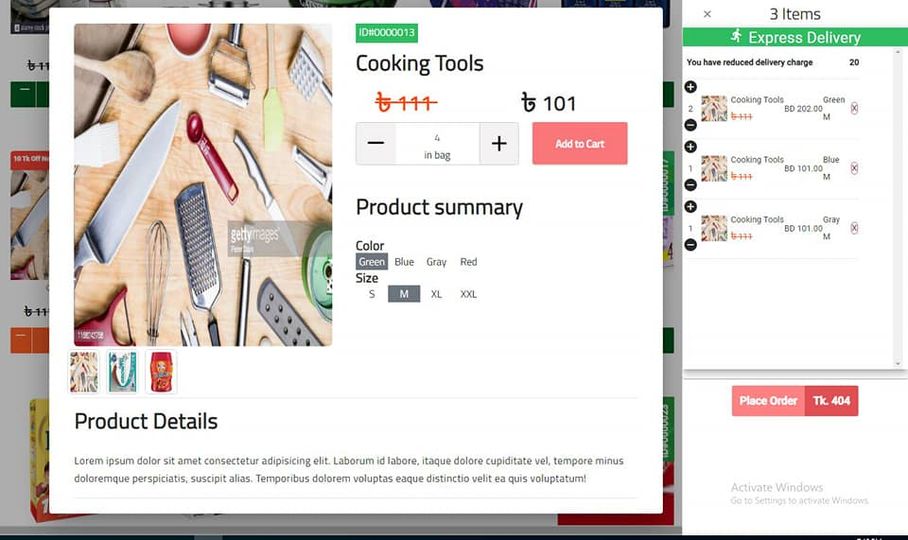 ID#0000013
Cooking Tools
৳ 111
৳ 101
4
in bag
Add to Cart
Product summary
Color
Green Blue Gray Red
Size
S M XL XXL
gettyimages
Product Details
Lorem ipsum dolor sit amet consectetur adipisicing elit. Laborum id labore, itaque dolore cupiditate vel, tempore minus
doloremque perspiciatis, suscipit alias. Temporibus dolorem voluptas eaque distinctio velit ea quis voluptatum!
10 Tk Off
৳ 11
৳ 11
ID#0000017
ID#0000023
× 3 Items
Express Delivery
You have reduced delivery charge 20
2 Cooking Tools ৳ 111 BD 202.00 Green M X
1 Cooking Tools ৳ 111 BD 101.00 Blue M X
1 Cooking Tools ৳ 111 BD 101.00 Gray M X
Place Order Tk. 404
Activate Windows
Go to Settings to activate Windows.